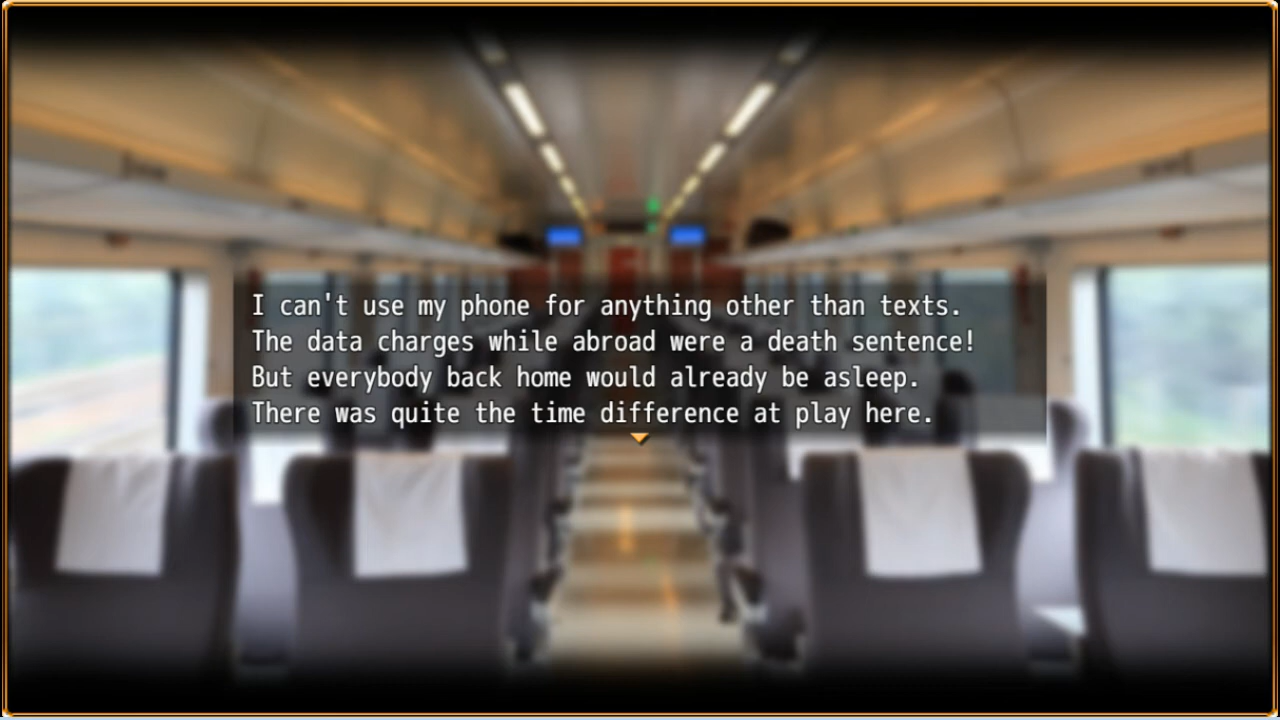 I can't use my phone for anything other than texts.
The data charges while abroad were a death sentence!
But everybody back home would already be asleep.
There was quite the time difference at play here.